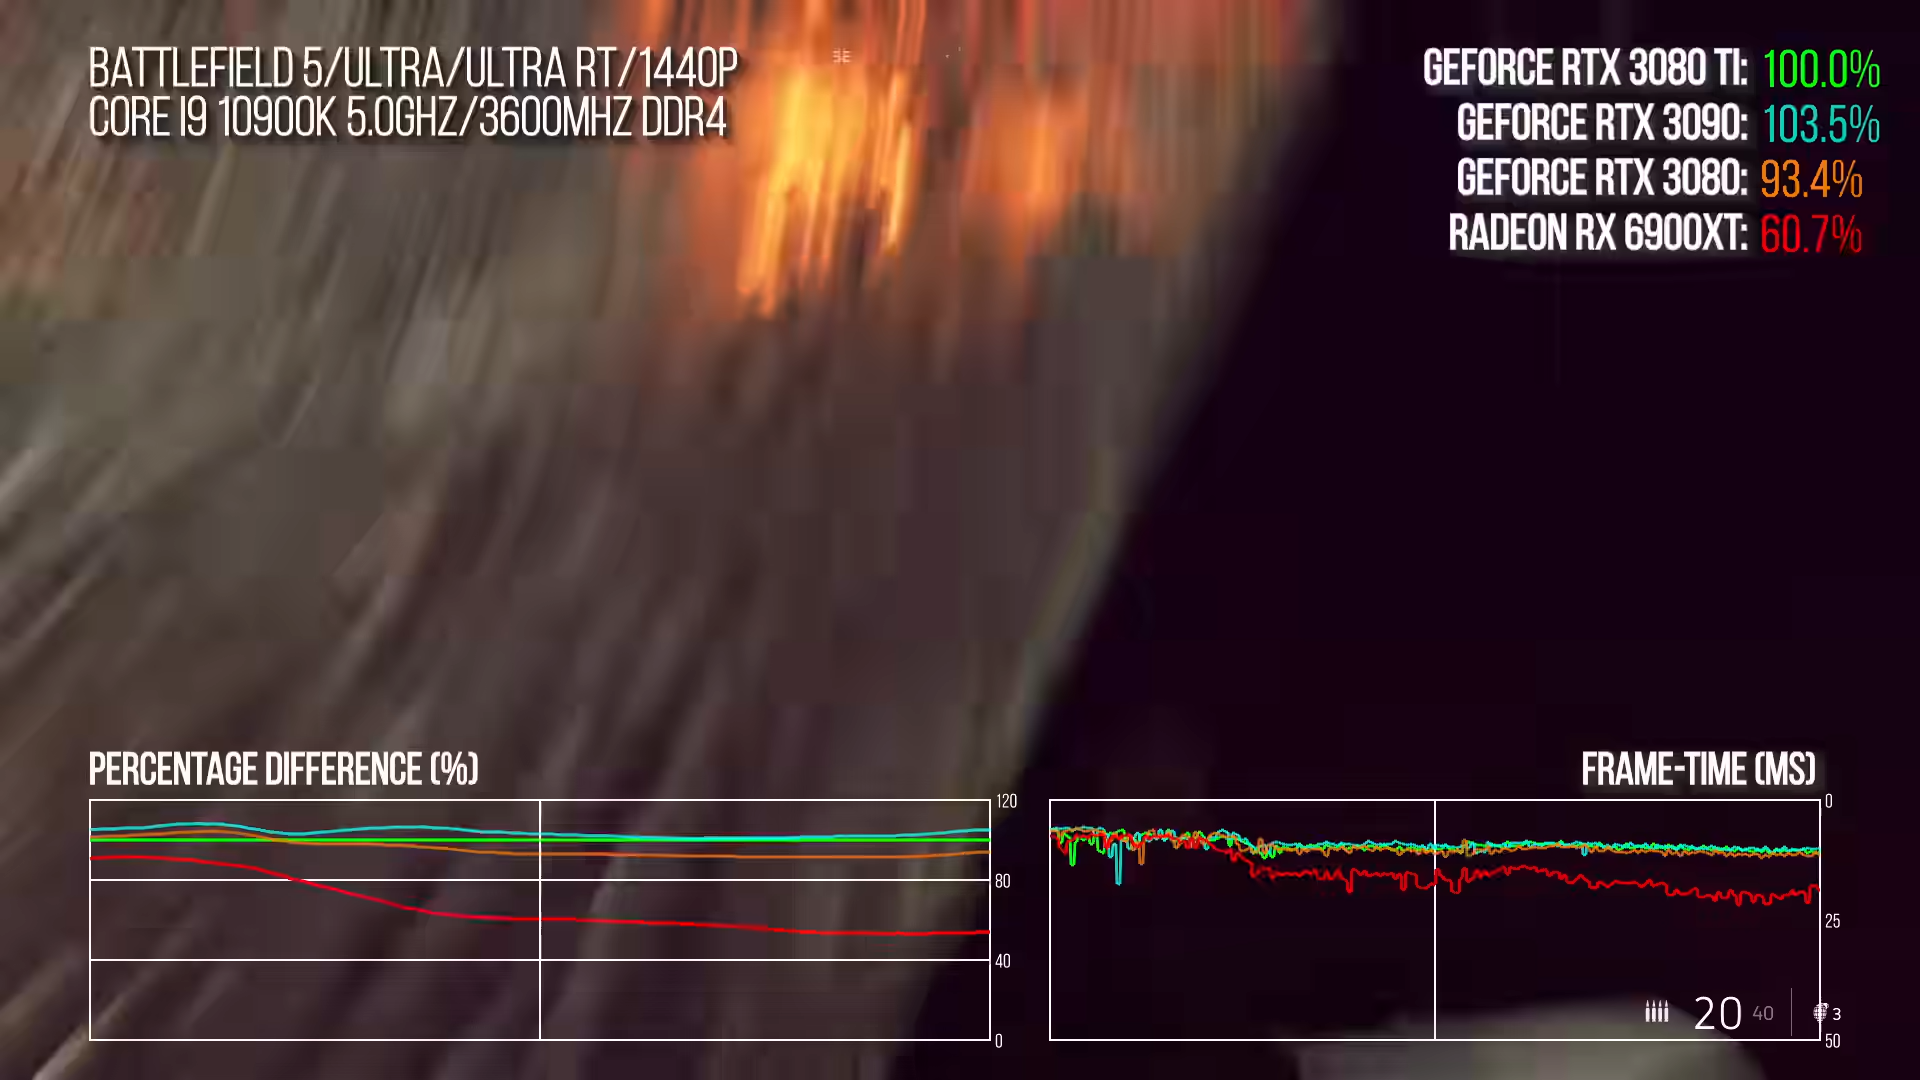 BATTLEFIELD 5/ULTRA/ULTRA RT/1440P
CORE I9 10900K 5.0GHZ/3600MHZ DDR4
GEFORCE RTX 3080 TI: 100.0%
GEFORCE RTX 3090: 103.5%
GEFORCE RTX 3080: 93.4%
RADEON RX 6900XT: 60.7%
PERCENTAGE DIFFERENCE (%)
120
80
40
0
FRAME-TIME (MS)
0
25
50
20 40
3